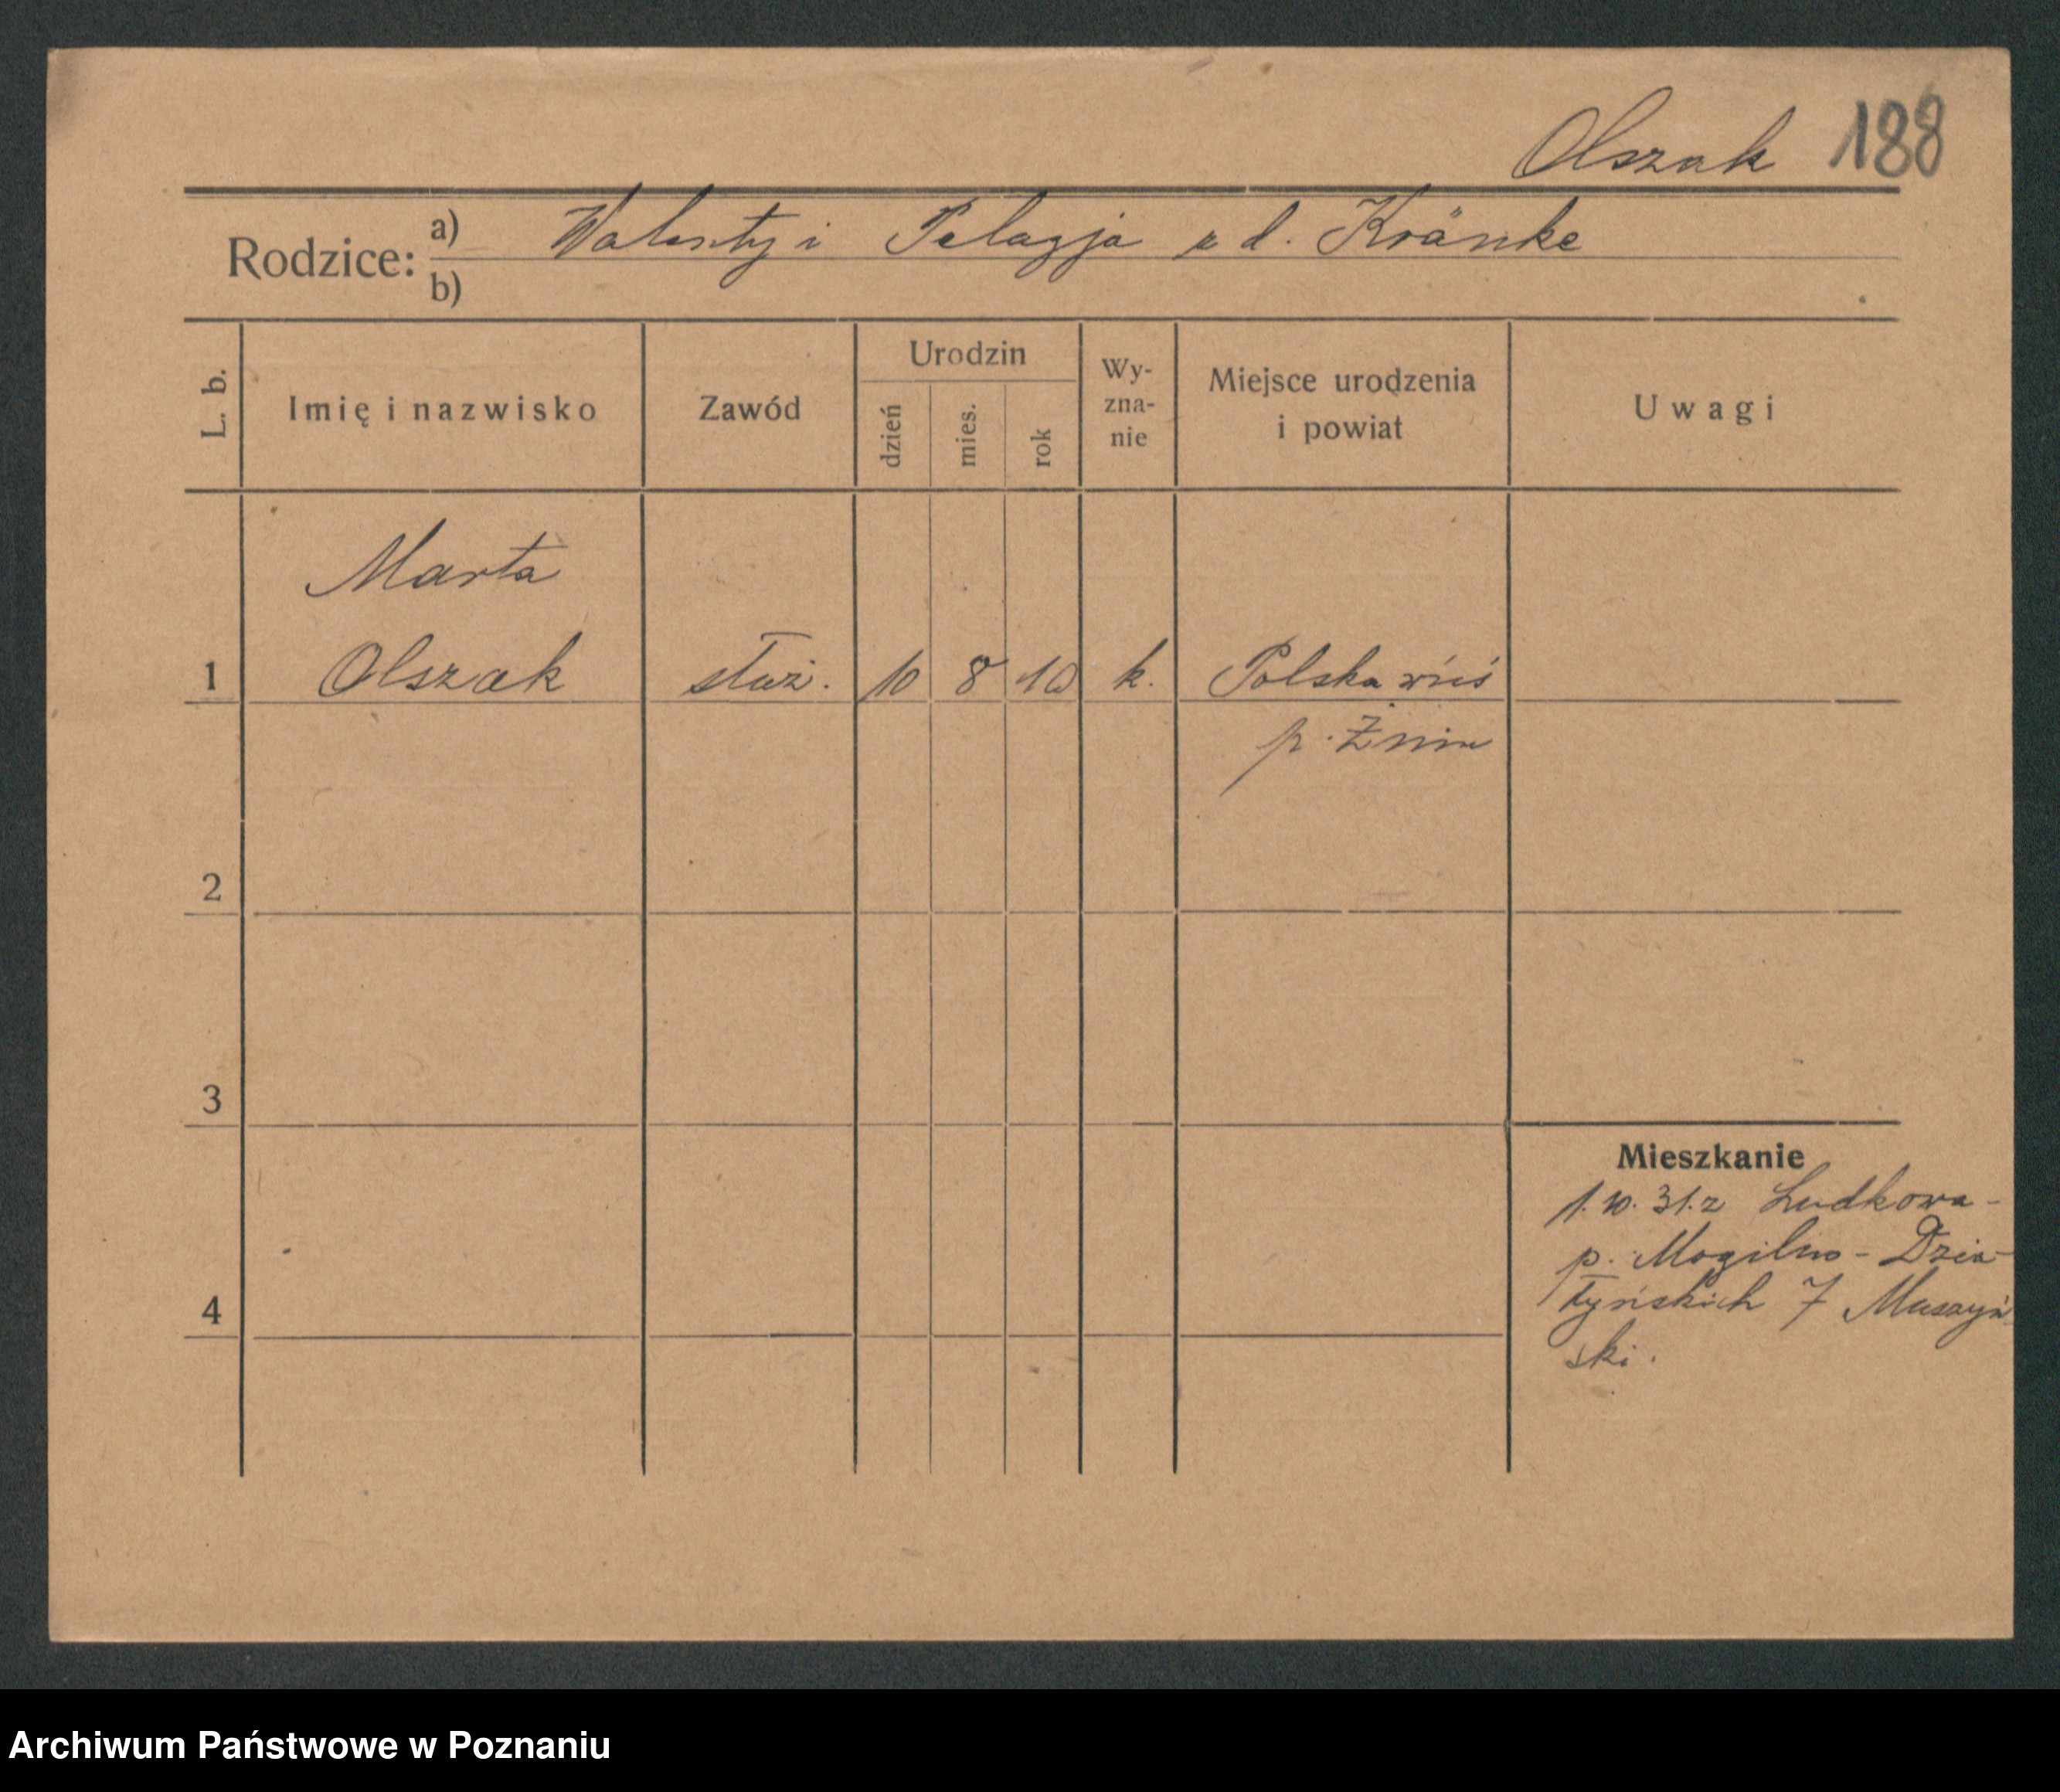 Olszak 188
Rodzice: a) Walenty i Pelagja z d. Kränke
b)
L. b. Imię i nazwisko Zawód Urodzin dzień mies. rok Wy-zna-nie Miejsce urodzenia i powiat Uwagi
Marta
1 Olszak służ. 10 8 10 k. Polska wieś
p. Żnin
2
3
Mieszkanie
1.10.31. z Ludkowa -
p. Mogilno - Dzia-
4 łyńskich 7 Muszyń
ski.
Archiwum Państwowe w Poznaniu